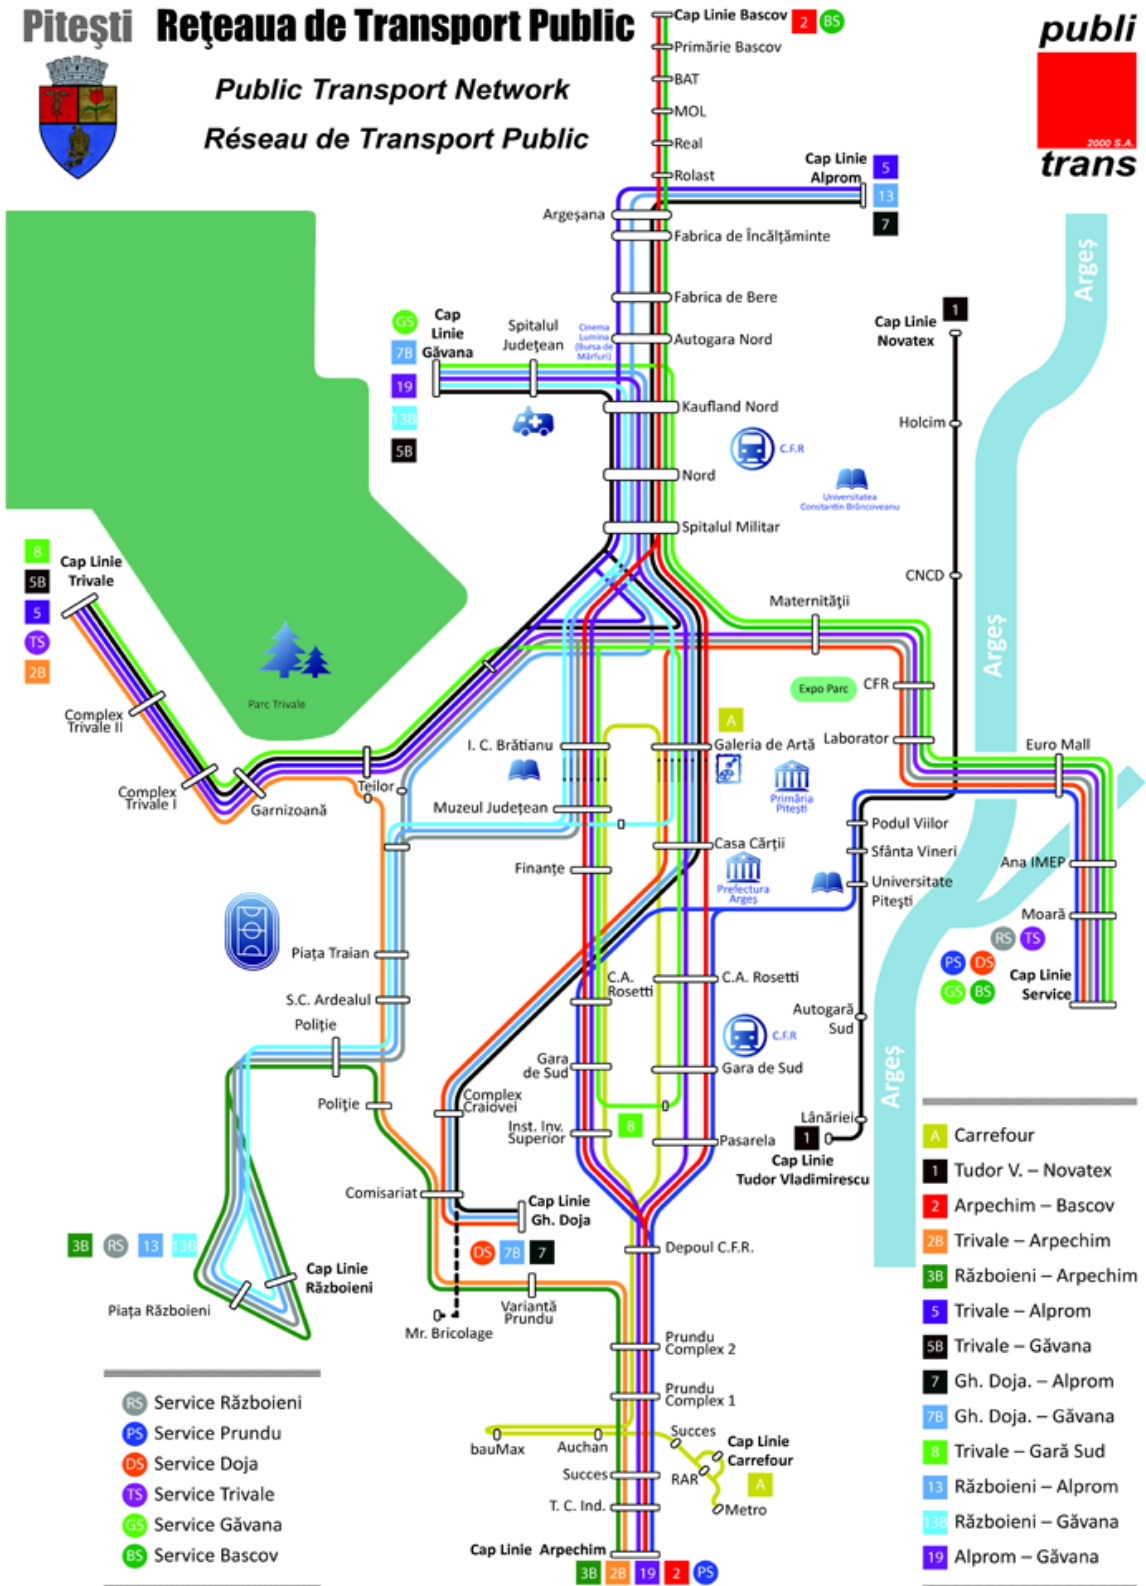 Piteşti Reţeaua de Transport Public
Public Transport Network
Réseau de Transport Public
publi
2000 S.A.
trans
Cap Linie Bascov
2
BS
Primărie Bascov
BAT
MOL
Real
Rolast
Cap Linie
Alprom
5
13
7
Argeşana
Fabrica de Încălțăminte
Fabrica de Bere
Autogara Nord
Cinema
Lumina
(Bursa de
Mărfuri)
GS
7B
19
13B
5B
Cap
Linie
Găvana
Spitalul
Județean
Kaufland Nord
C.F.R
Nord
Universitatea
Constantin Brâncoveanu
Spitalul Militar
1
Cap Linie
Novatex
Holcim
CNCD
Argeş
Argeş
Argeş
8
5B
5
TS
2B
Cap Linie
Trivale
Parc Trivale
Complex
Trivale II
Complex
Trivale I
Garnizoană
Teilor
Maternității
Expo Parc
CFR
Laborator
Euro Mall
A
I. C. Brătianu
Galeria de Artă
Primăria
Piteşti
Muzeul Județean
Podul Viilor
Casa Cărții
Sfânta Vineri
Finanțe
Prefectura
Argeş
Universitate
Piteşti
Ana IMEP
Moară
RS
TS
PS
DS
GS
BS
Cap Linie
Service
Piața Traian
S.C. Ardealul
Poliție
C.A.
Rosetti
C.A. Rosetti
Autogară
Sud
C.F.R
Gara
de Sud
Gara de Sud
Poliţie
Complex
Craiovei
Inst. Inv.
Superior
8
Pasarela
Lânăriei
1
Cap Linie
Tudor Vladimirescu
Comisariat
Cap Linie
Gh. Doja
DS
7B
7
Depoul C.F.R.
3B
RS
13
13B
Cap Linie
Războieni
Piața Războieni
Variantă
Prundu
Mr. Bricolage
Prundu
Complex 2
Prundu
Complex 1
bauMax
Auchan
Succes
Cap Linie
Carrefour
A
RAR
Metro
Succes
T. C. Ind.
Cap Linie Arpechim
3B
2B
19
2
PS
RS Service Războieni
PS Service Prundu
DS Service Doja
TS Service Trivale
GS Service Găvana
BS Service Bascov
A Carrefour
1 Tudor V. – Novatex
2 Arpechim – Bascov
2B Trivale – Arpechim
3B Războieni – Arpechim
5 Trivale – Alprom
5B Trivale – Găvana
7 Gh. Doja. – Alprom
7B Gh. Doja. – Găvana
8 Trivale – Gară Sud
13 Războieni – Alprom
13B Războieni – Găvana
19 Alprom – Găvana